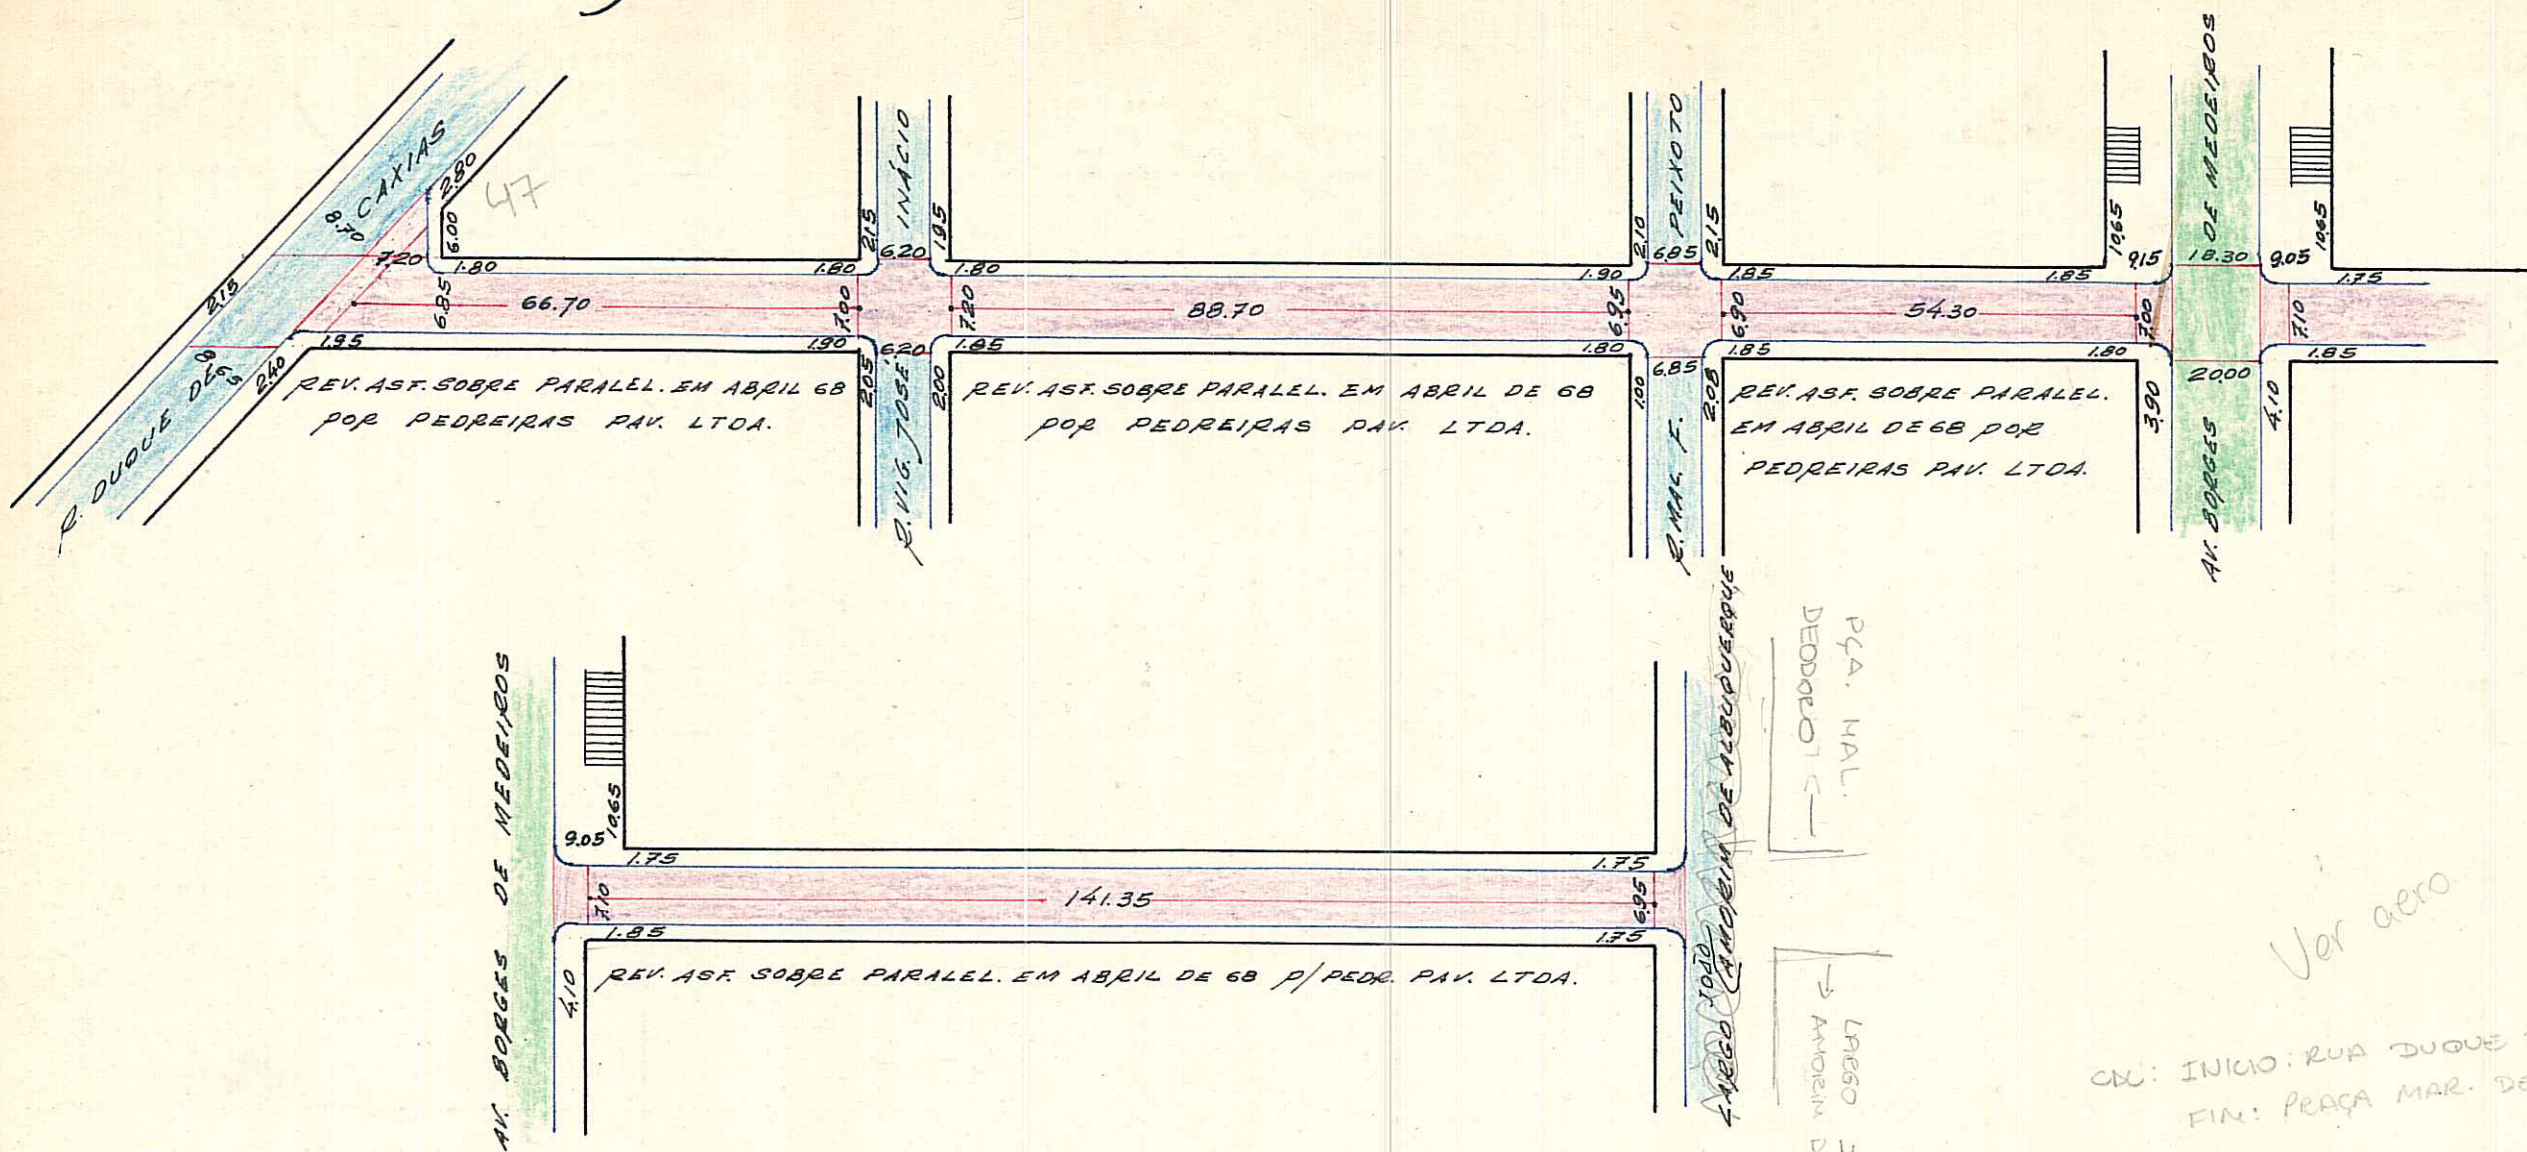 R. DUQUE DE CAXIAS
8.70
2.15
8.65
2.40
2.80
6.00
47
7.20
1.80
1.80
6.85
66.70
7.00
1.95
1.90
REV. ASF. SOBRE PARALEL. EM ABRIL 68
POR PEDREIRAS PAV. LTDA.
R. VIG. JOSÉ INÁCIO
2.15
6.20
1.95
2.05
6.20
2.00
1.80
1.90
7.20
88.70
6.95
1.85
1.80
REV. ASF. SOBRE PARALEL. EM ABRIL DE 68
POR PEDREIRAS PAV. LTDA.
R. MAL. F. PEIXOTO
2.10
6.85
2.15
1.00
6.85
2.08
1.85
1.85
6.90
54.30
7.00
1.85
1.80
REV. ASF. SOBRE PARALEL.
EM ABRIL DE 68 POR
PEDREIRAS PAV. LTDA.
AV. BORGES DE MEDEIROS
10.65
9.15
18.30
9.05
10.65
1.75
7.10
20.00
1.85
3.90
4.10
AV. BORGES DE MEDEIROS
9.05
10.65
1.75
1.75
7.10
141.35
6.95
1.85
1.75
4.10
REV. ASF. SOBRE PARALEL. EM ABRIL DE 68 P/ PEDR. PAV. LTDA.
LARGO JOÃO AMORIM DE ALBUQUERQUE
PÇA. MAL.
DEODORO ←
LARGO
→ AMORIM D
Ver aero
CDL: INICIO: RUA DUQUE
FIM: PRAÇA MAR. DE